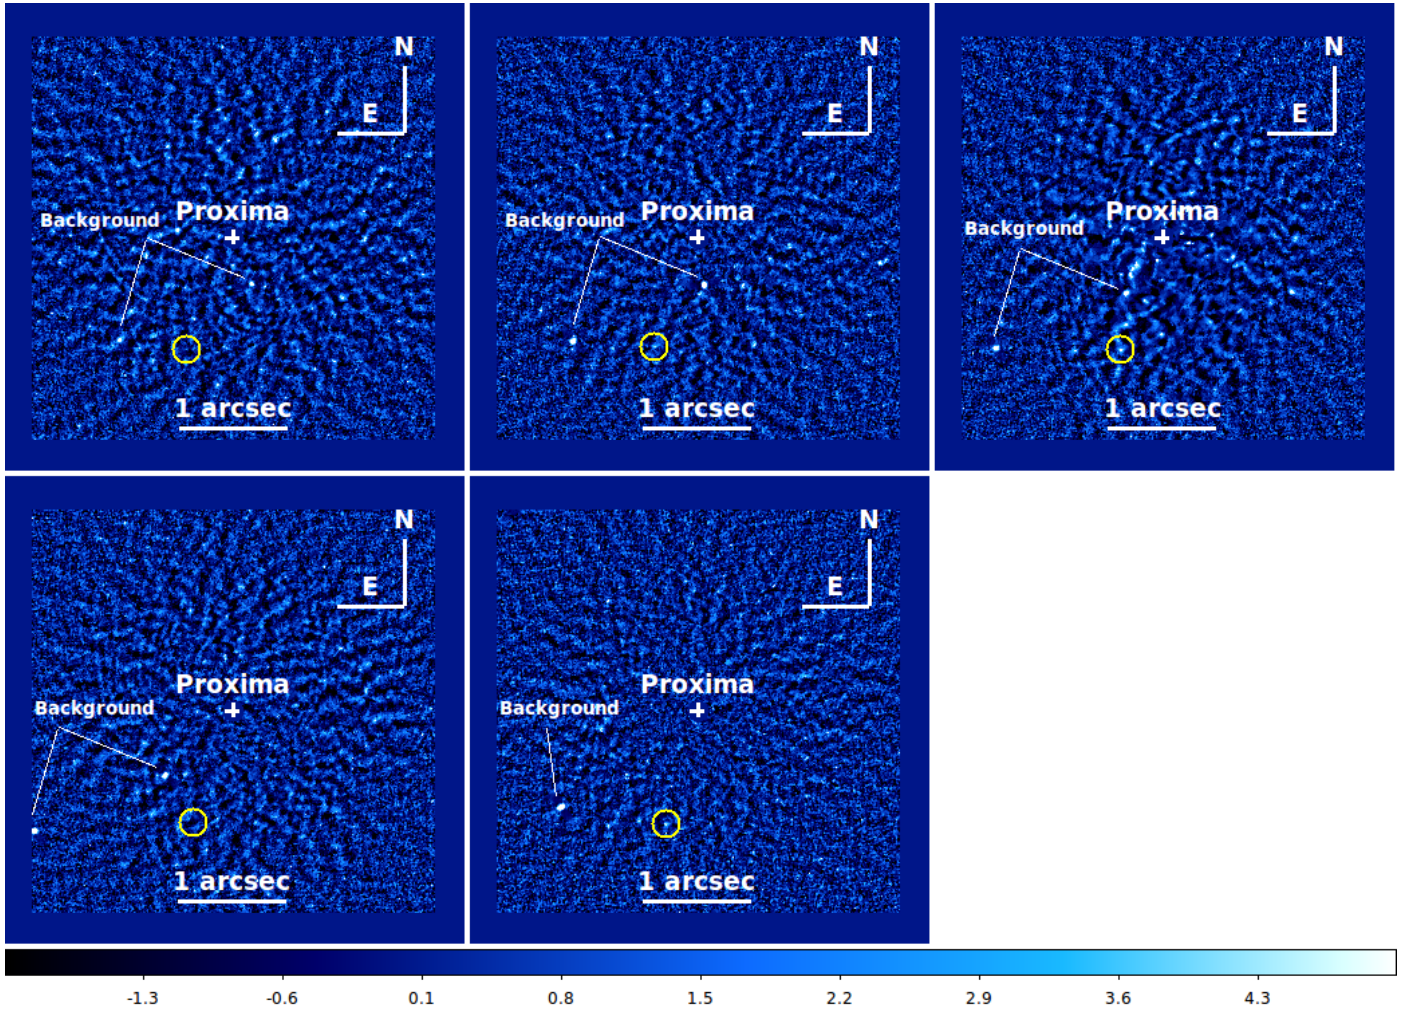 N
E
Proxima
Background
1 arcsec
N
E
Proxima
Background
1 arcsec
N
E
Proxima
Background
1 arcsec
N
E
Proxima
Background
1 arcsec
N
E
Proxima
Background
1 arcsec
-1.3 -0.6 0.1 0.8 1.5 2.2 2.9 3.6 4.3